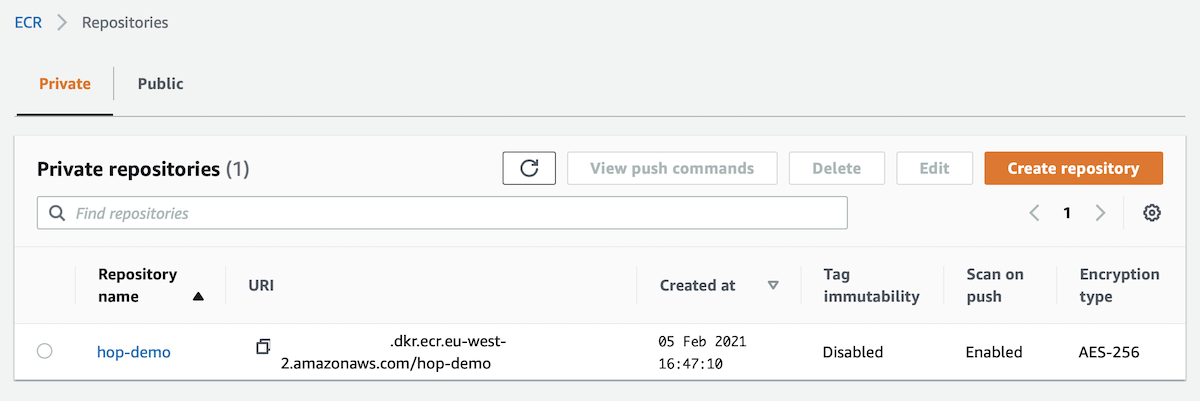 ECR Repositories
Private Public
Private repositories (1) View push commands Delete Edit Create repository
Find repositories 1
Repository name URI Created at Tag immutability Scan on push Encryption type
hop-demo .dkr.ecr.eu-west-2.amazonaws.com/hop-demo 05 Feb 2021 16:47:10 Disabled Enabled AES-256